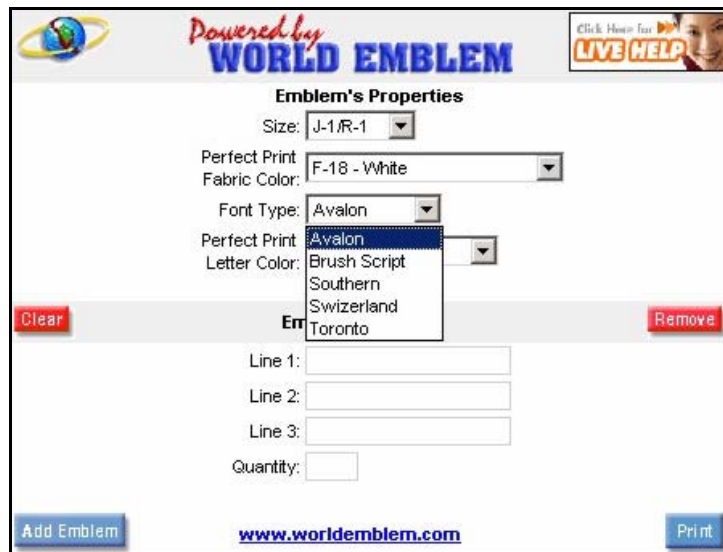 Powered by
WORLD EMBLEM
Click Here for
LIVE HELP
Emblem's Properties
Size: J-1/R-1
Perfect Print
Fabric Color: F-18 - White
Font Type: Avalon
Perfect Print
Letter Color:
Avalon
Brush Script
Southern
Swizerland
Toronto
Clear
Em
Remove
Line 1:
Line 2:
Line 3:
Quantity:
Add Emblem
www.worldemblem.com
Print